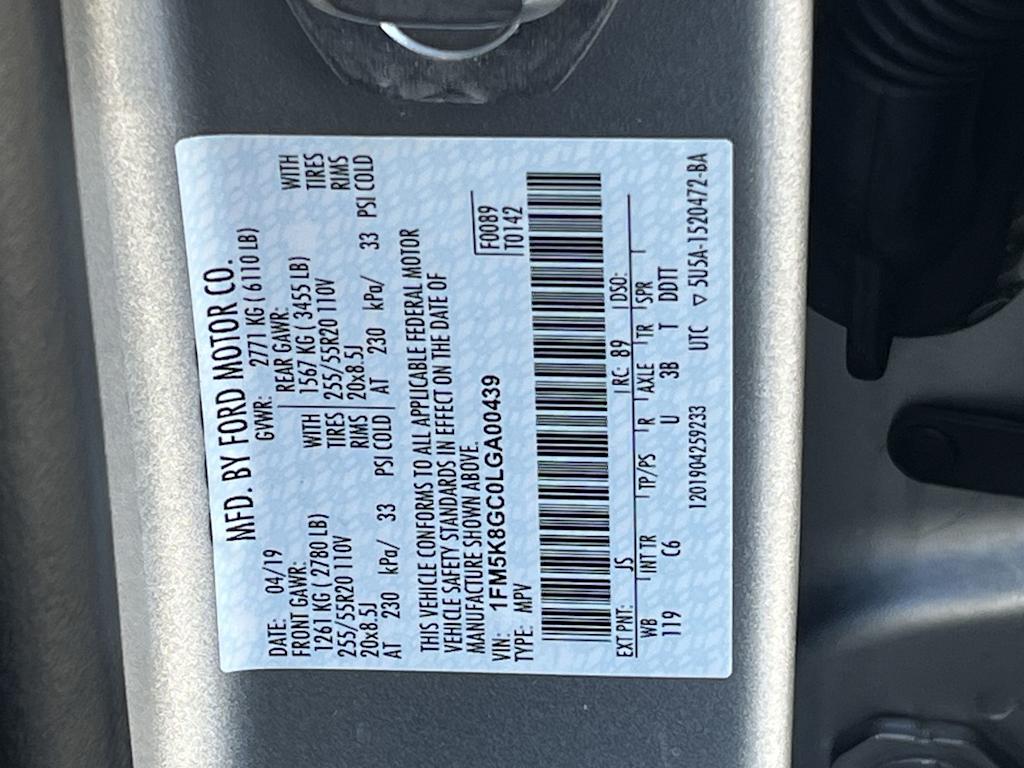 MFD. BY FORD MOTOR CO.
DATE: 04/19 GVWR: 2771 KG ( 6110 LB)
FRONT GAWR: REAR GAWR:
1261 KG ( 2780 LB) WITH 1567 KG ( 3455 LB) WITH
255/55R20 110V TIRES 255/55R20 110V TIRES
20x8.5J RIMS 20x8.5J RIMS
AT 230 kPa/ 33 PSI COLD AT 230 kPa/ 33 PSI COLD
THIS VEHICLE CONFORMS TO ALL APPLICABLE FEDERAL MOTOR
VEHICLE SAFETY STANDARDS IN EFFECT ON THE DATE OF
MANUFACTURE SHOWN ABOVE.
VIN: 1FM5K8GC0LGA00439 F0089
TYPE: MPV T0142
EXT PNT: JS RC: 89 DSO:
WB INT TR TP/PS R AXLE TR SPR
119 C6 U 3B T DDTT
1201904259233 UTC ▽ 5U5A-1520472-BA